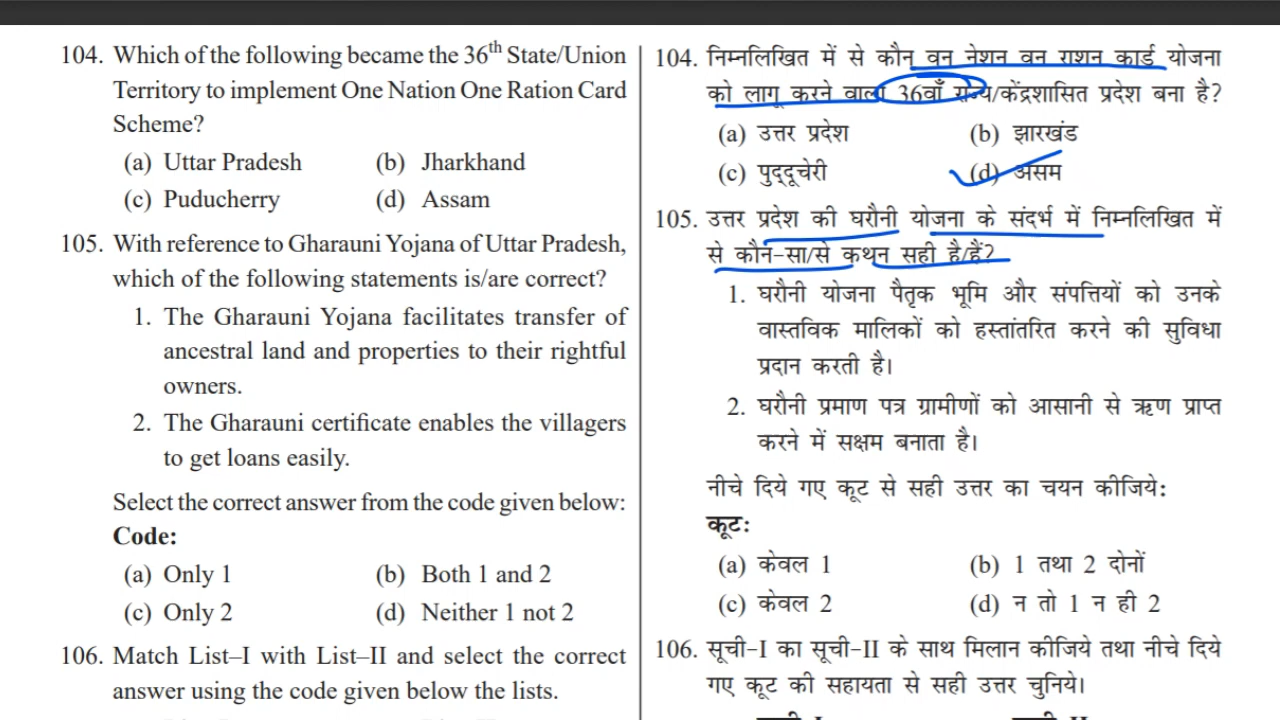 104. Which of the following became the 36th State/Union
Territory to implement One Nation One Ration Card
Scheme?
(a) Uttar Pradesh (b) Jharkhand
(c) Puducherry (d) Assam
105. With reference to Gharauni Yojana of Uttar Pradesh,
which of the following statements is/are correct?
1. The Gharauni Yojana facilitates transfer of
ancestral land and properties to their rightful
owners.
2. The Gharauni certificate enables the villagers
to get loans easily.
Select the correct answer from the code given below:
Code:
(a) Only 1 (b) Both 1 and 2
(c) Only 2 (d) Neither 1 not 2
106. Match List–I with List–II and select the correct
answer using the code given below the lists.
104. निम्नलिखित में से कौन वन नेशन वन राशन कार्ड योजना
को लागू करने वाला 36वाँ राज्य/केंद्रशासित प्रदेश बना है?
(a) उत्तर प्रदेश (b) झारखंड
(c) पुद्दूचेरी (d) असम
105. उत्तर प्रदेश की घरौनी योजना के संदर्भ में निम्नलिखित में
से कौन-सा/से कथन सही है/हैं?
1. घरौनी योजना पैतृक भूमि और संपत्तियों को उनके
वास्तविक मालिकों को हस्तांतरित करने की सुविधा
प्रदान करती है।
2. घरौनी प्रमाण पत्र ग्रामीणों को आसानी से ऋण प्राप्त
करने में सक्षम बनाता है।
नीचे दिये गए कूट से सही उत्तर का चयन कीजिये:
कूट:
(a) केवल 1 (b) 1 तथा 2 दोनों
(c) केवल 2 (d) न तो 1 न ही 2
106. सूची-I का सूची-II के साथ मिलान कीजिये तथा नीचे दिये
गए कूट की सहायता से सही उत्तर चुनिये।